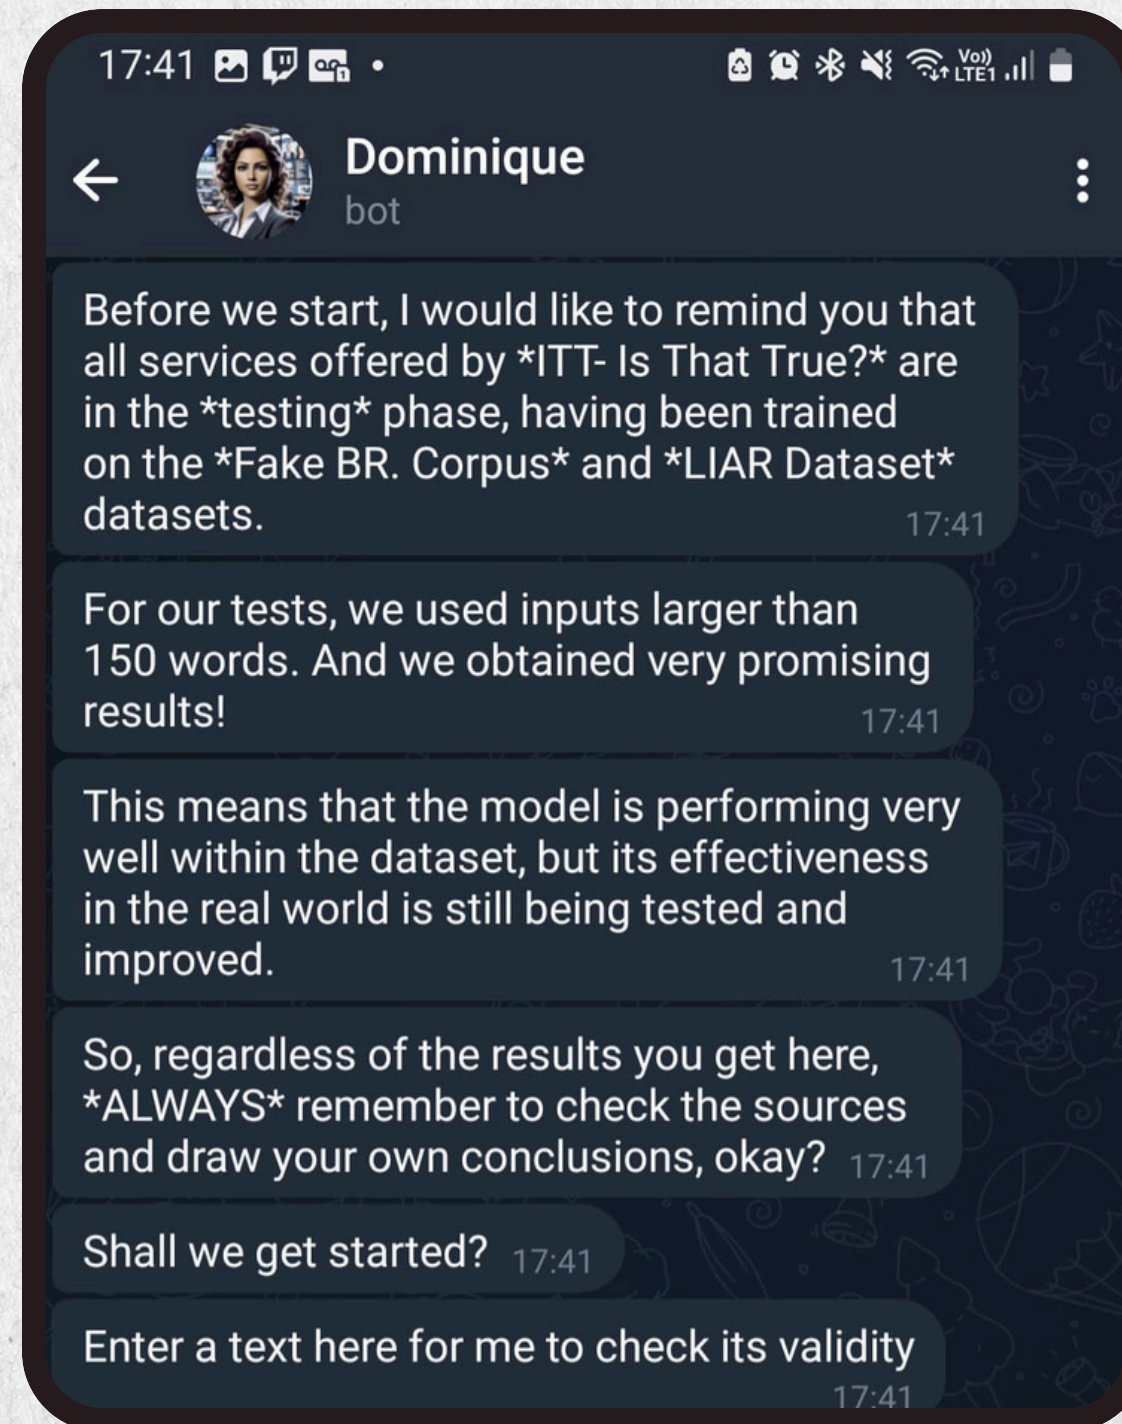 17:41
Vo)) LTE1
Dominique
bot
Before we start, I would like to remind you that
all services offered by *ITT- Is That True?* are
in the *testing* phase, having been trained
on the *Fake BR. Corpus* and *LIAR Dataset*
datasets.
17:41
For our tests, we used inputs larger than
150 words. And we obtained very promising
results!
17:41
This means that the model is performing very
well within the dataset, but its effectiveness
in the real world is still being tested and
improved.
17:41
So, regardless of the results you get here,
*ALWAYS* remember to check the sources
and draw your own conclusions, okay? 17:41
Shall we get started? 17:41
Enter a text here for me to check its validity
17:41